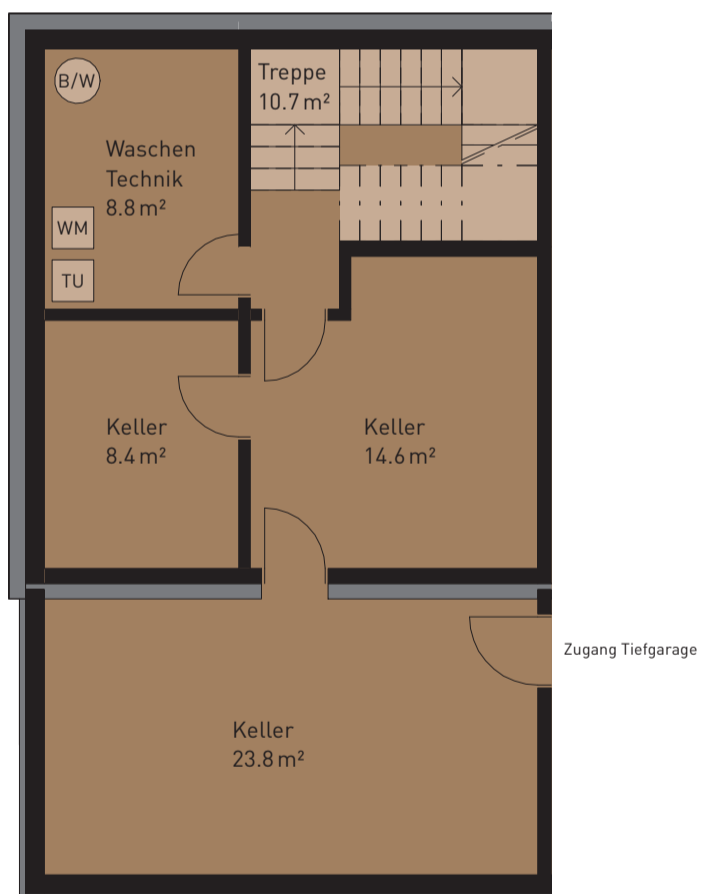 B/W
Treppe
10.7 m²
Waschen
Technik
8.8 m²
WM
TU
Keller
8.4 m²
Keller
14.6 m²
Zugang Tiefgarage
Keller
23.8 m²